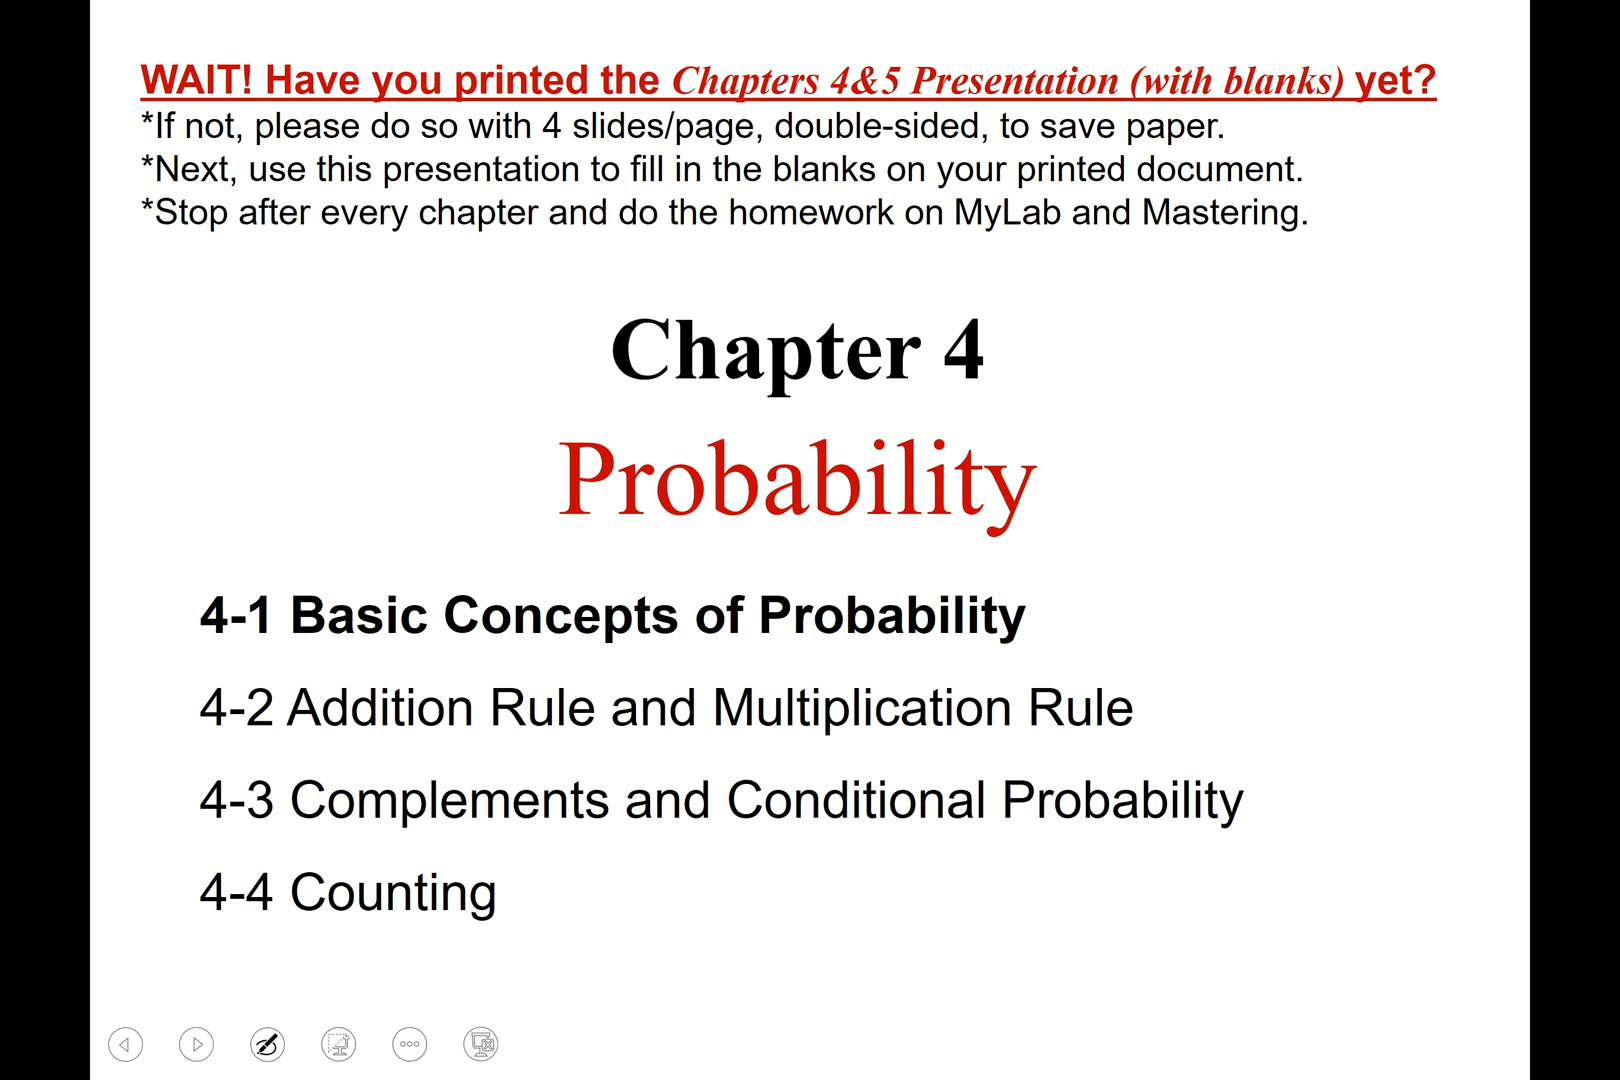 WAIT! Have you printed the Chapters 4&5 Presentation (with blanks) yet?
*If not, please do so with 4 slides/page, double-sided, to save paper.
*Next, use this presentation to fill in the blanks on your printed document.
*Stop after every chapter and do the homework on MyLab and Mastering.
Chapter 4
Probability
4-1 Basic Concepts of Probability
4-2 Addition Rule and Multiplication Rule
4-3 Complements and Conditional Probability
4-4 Counting